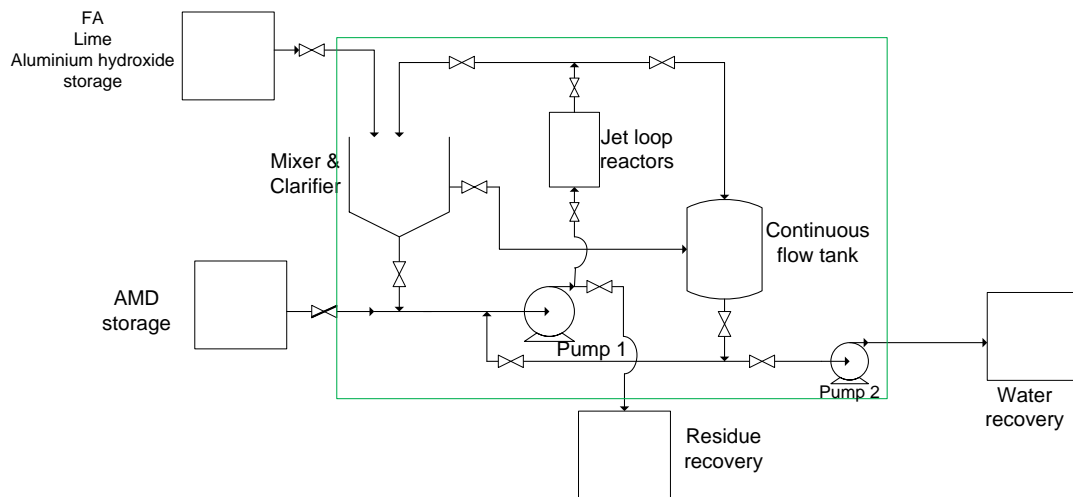 FA
Lime
Aluminium hydroxide
storage
Jet loop
reactors
Mixer &
Clarifier
Continuous
flow tank
AMD
storage
Pump 1
Pump 2
Water
recovery
Residue
recovery